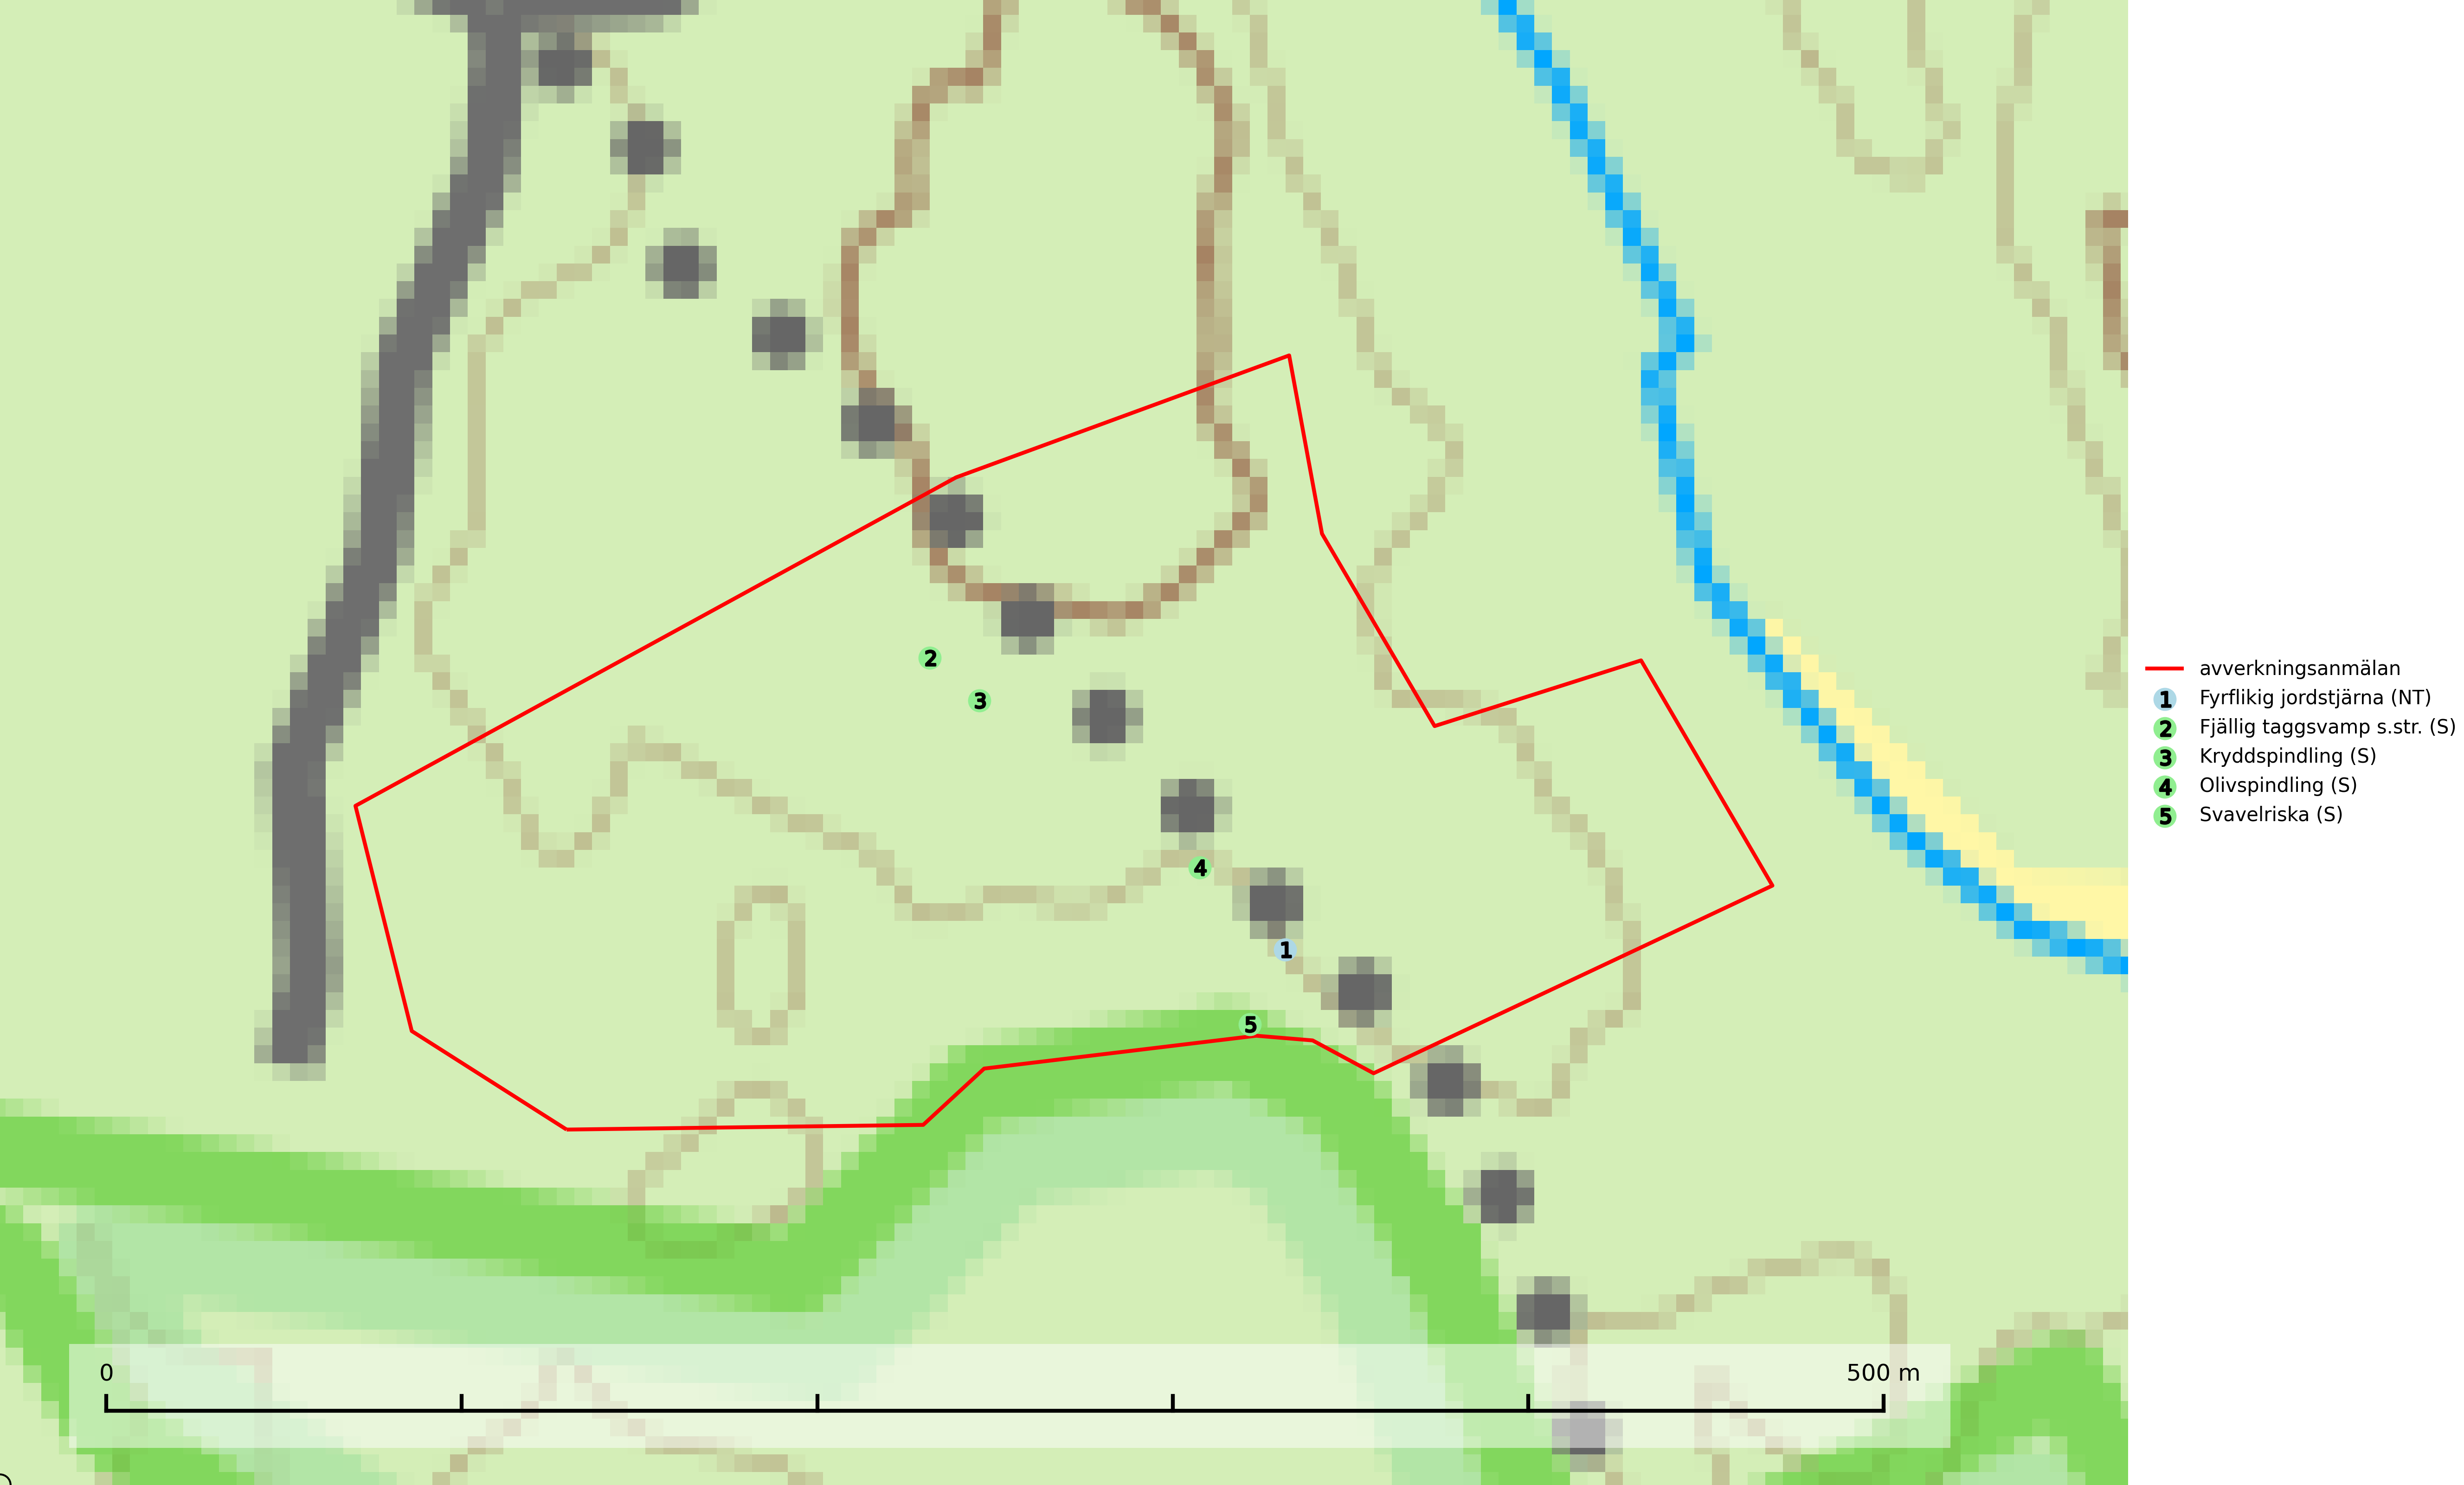 2
3
4
1
5
avverkningsanmälan
1 Fyrflikig jordstjärna (NT)
2 Fjällig taggsvamp s.str. (S)
3 Kryddspindling (S)
4 Olivspindling (S)
5 Svavelriska (S)
0 500 m